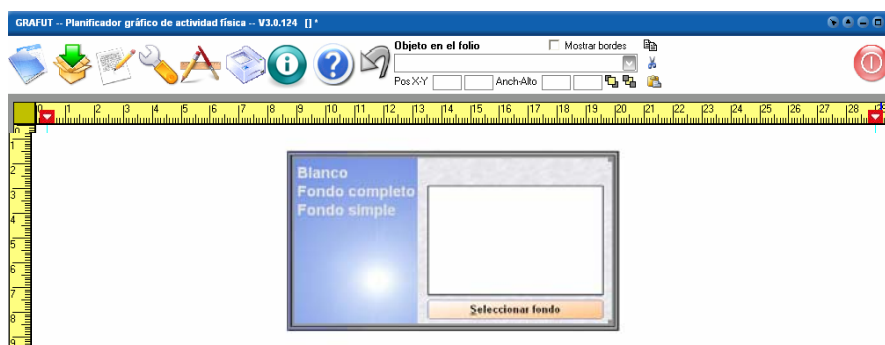 GRAFUT -- Planificador gráfico de actividad física -- V3.0.124 [] *
Objeto en el folio Mostrar bordes
Pos X-Y Anch-Alto
0 1 2 3 4 5 6 7 8 9 10 11 12 13 14 15 16 17 18 19 20 21 22 23 24 25 26 27 28
0
1
2
3
4
5
6
7
8
9
Blanco
Fondo completo
Fondo simple
Seleccionar fondo